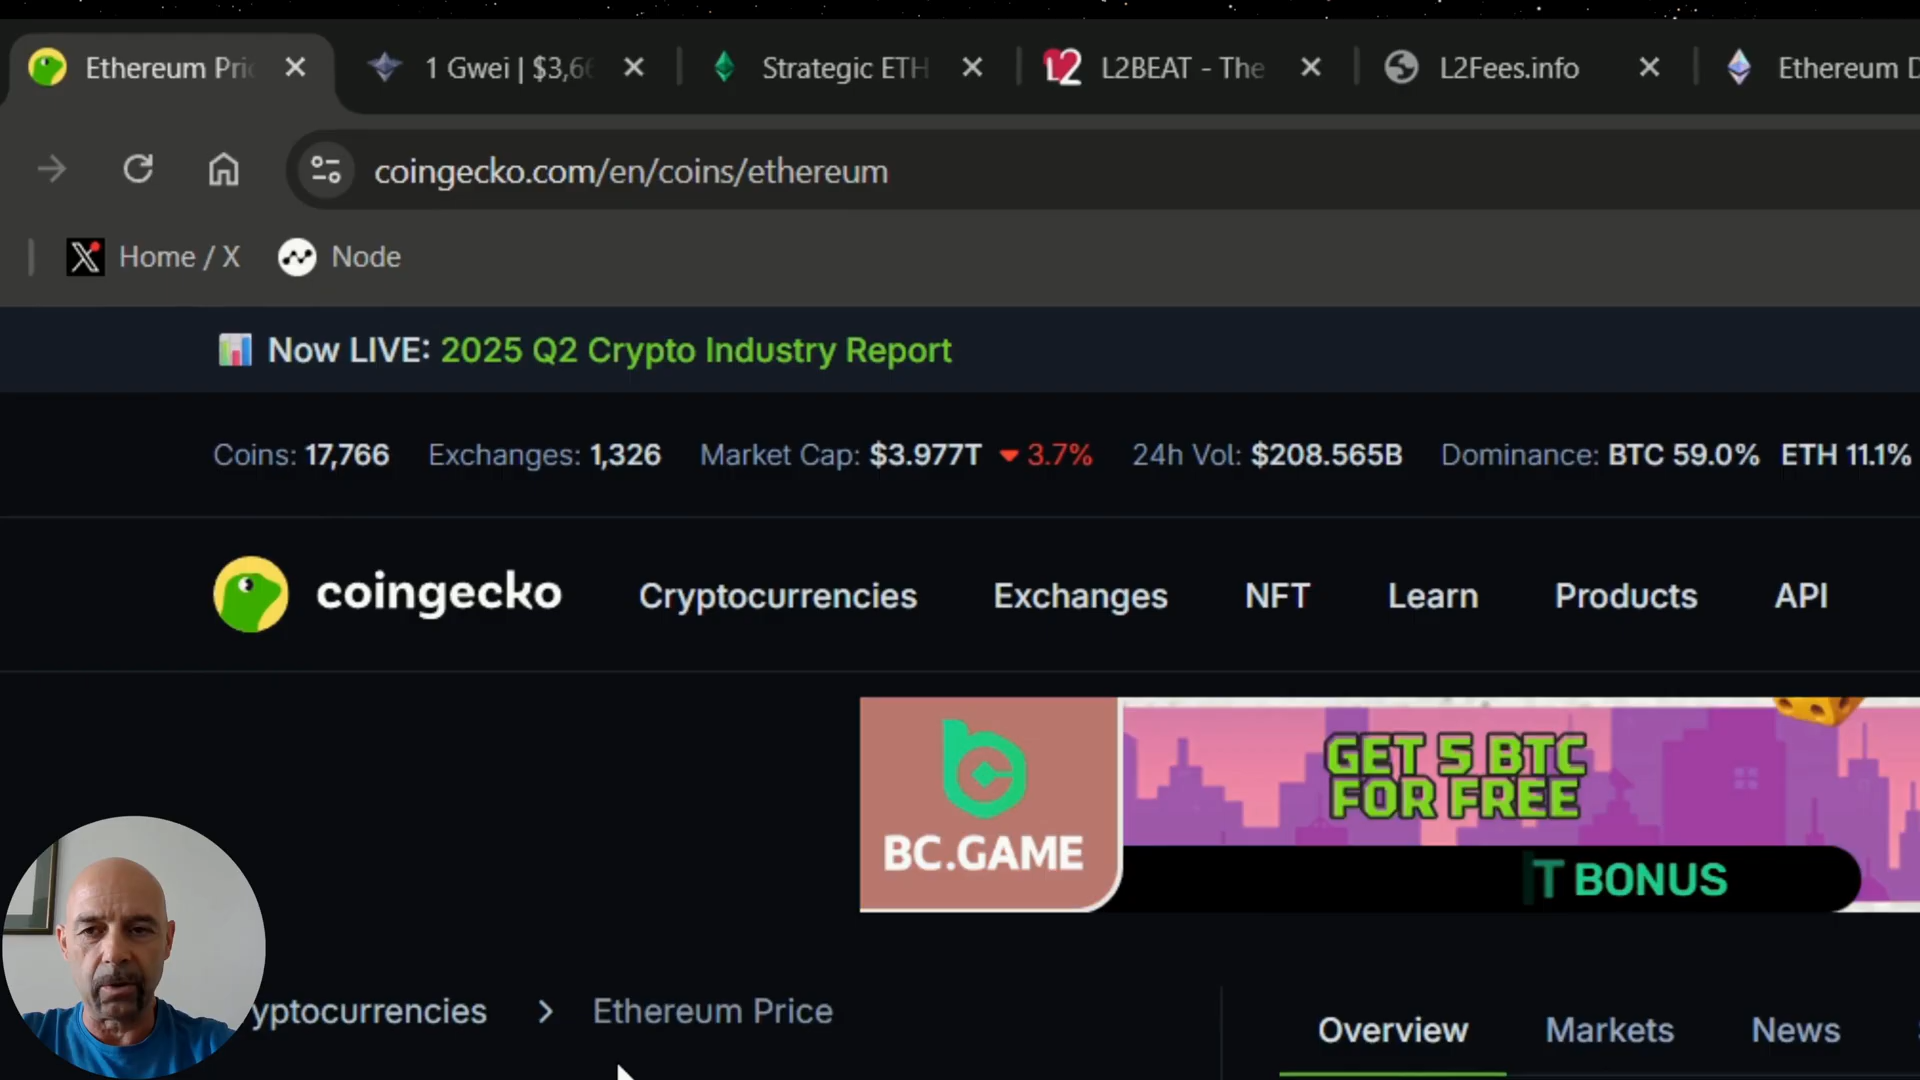 Ethereum Pric
1 Gwei | $3,66
Strategic ETH
L2BEAT - The
L2Fees.info
Ethereum D
coingecko.com/en/coins/ethereum
Home / X
Node
Now LIVE: 2025 Q2 Crypto Industry Report
Coins: 17,766 Exchanges: 1,326 Market Cap: $3.977T 3.7% 24h Vol: $208.565B Dominance: BTC 59.0% ETH 11.1%
coingecko
Cryptocurrencies Exchanges NFT Learn Products API
BC.GAME
GET 5 BTC
FOR FREE
T BONUS
yptocurrencies > Ethereum Price
Overview Markets News